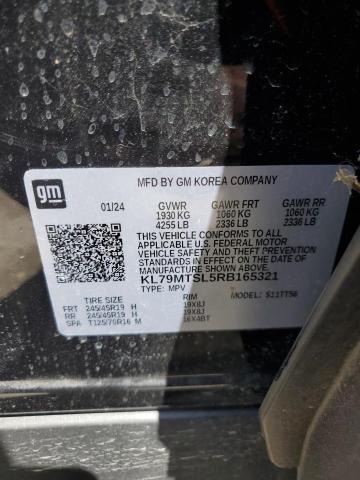 gm
MFD BY GM KOREA COMPANY
01/24 GVWR GAWR FRT GAWR RR
1930 KG 1060 KG 1060 KG
4255 LB 2336 LB 2336 LB
THIS VEHICLE CONFORMS TO ALL
APPLICABLE U.S. FEDERAL MOTOR
VEHICLE SAFETY AND THEFT
PREVENTION STANDARDS IN EFFECT ON
THE DATE OF MANUFACTURE SHOWN ABOVE.
KL79MTSL5RB165321
TYPE: MPV MODEL: S11TT56
TIRE SIZE RIM
FRT 245/45R19 H 19X8J
RR 245/45R19 H 19X8J
SPA T125/70R16 M 16X4BT